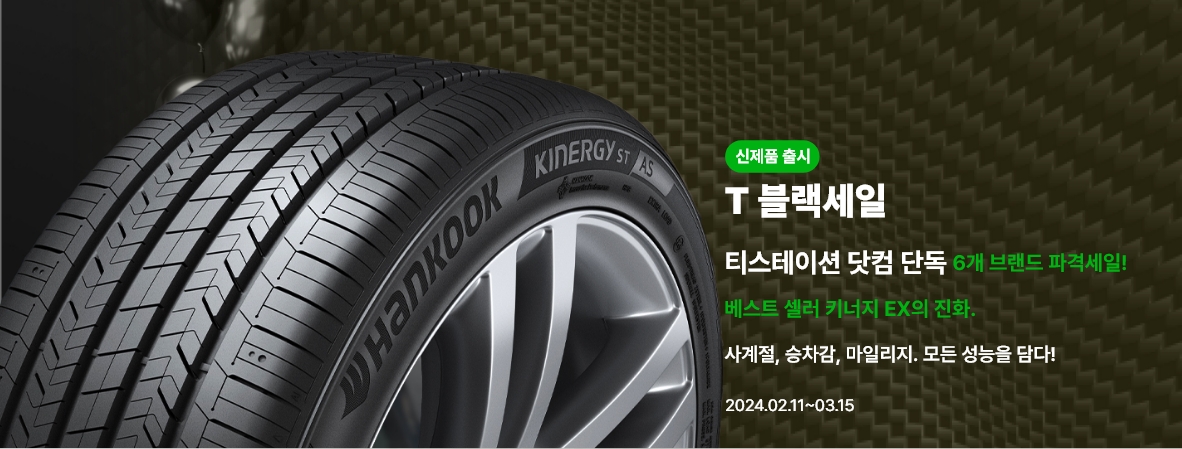 KINERGY ST AS
Hankook
신제품 출시
T 블랙세일
티스테이션 닷컴 단독 6개 브랜드 파격세일!
베스트 셀러 키너지 EX의 진화.
사계절, 승차감, 마일리지. 모든 성능을 담다!
2024.02.11~03.15